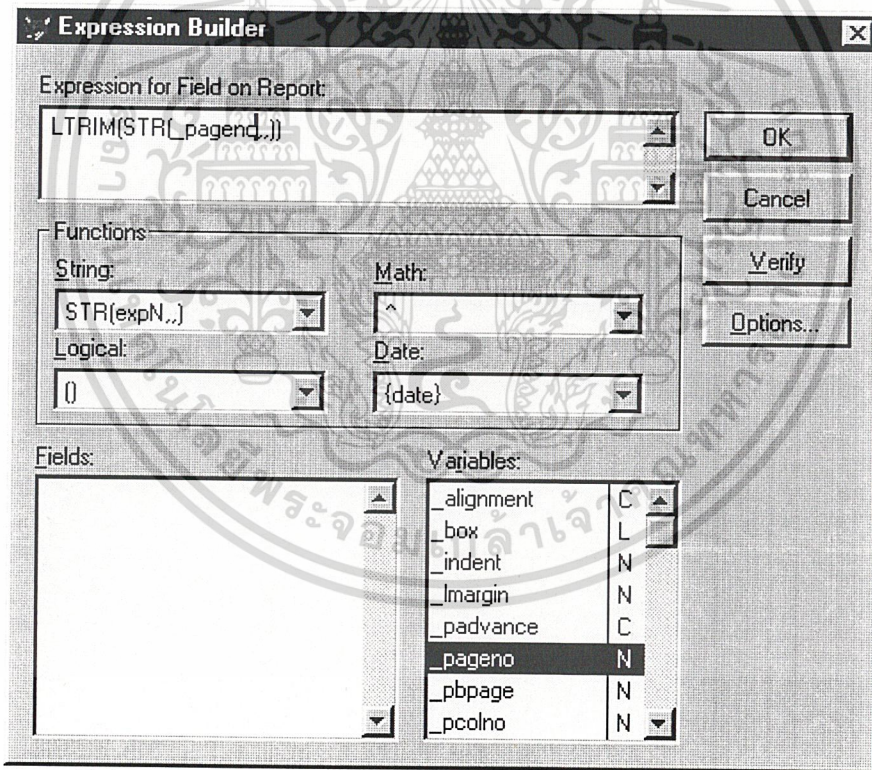 Expression Builder
Expression for Field on Report:
LTRIM(STR(_pageno,,))
OK
Cancel
Verify
Options...
Functions
String:
Math:
STR(expN,,)
^
Logical:
Date:
()
{date}
Fields:
Variables:
_alignment C
_box L
_indent N
_lmargin N
_padvance C
_pageno N
_pbpage N
_pcolno N